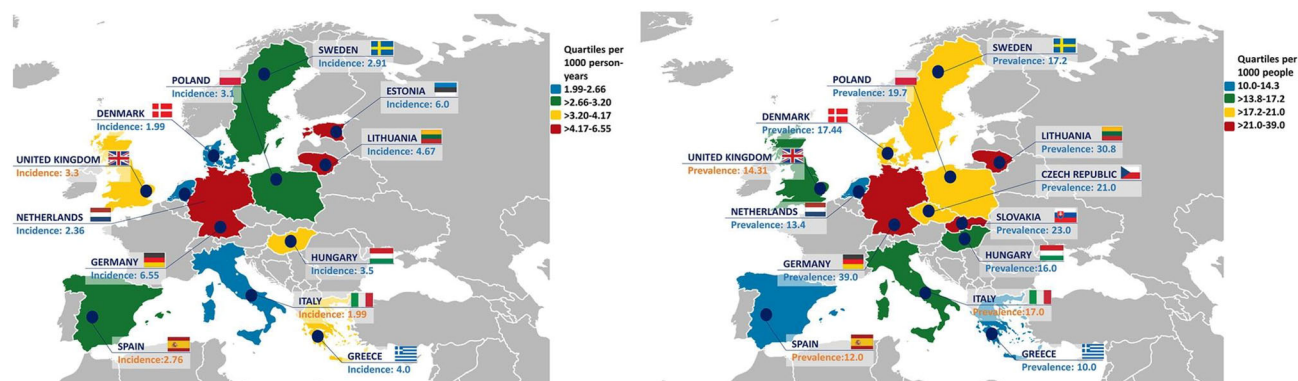 SWEDEN
Incidence: 2.91
POLAND
Incidence: 3.1
ESTONIA
Incidence: 6.0
DENMARK
Incidence: 1.99
LITHUANIA
Incidence: 4.67
UNITED KINGDOM
Incidence: 3.3
NETHERLANDS
Incidence: 2.36
GERMANY
Incidence: 6.55
HUNGARY
Incidence: 3.5
ITALY
Incidence: 1.99
SPAIN
Incidence:2.76
GREECE
Incidence: 4.0
Quartiles per
1000 person-
years
1.99-2.66
>2.66-3.20
>3.20-4.17
>4.17-6.55
SWEDEN
Prevalence: 17.2
POLAND
Prevalence: 19.7
DENMARK
Prevalence: 17.44
LITHUANIA
Prevalence: 30.8
UNITED KINGDOM
Prevalence: 14.31
CZECH REPUBLIC
Prevalence: 21.0
NETHERLANDS
Prevalence: 13.4
SLOVAKIA
Prevalence: 23.0
HUNGARY
Prevalence:16.0
GERMANY
Prevalence: 39.0
ITALY
Prevalence:17.0
SPAIN
Prevalence: 12.0
GREECE
Prevalence: 10.0
Quartiles per
1000 people
10.0-14.3
>13.8-17.2
>17.2-21.0
>21.0-39.0